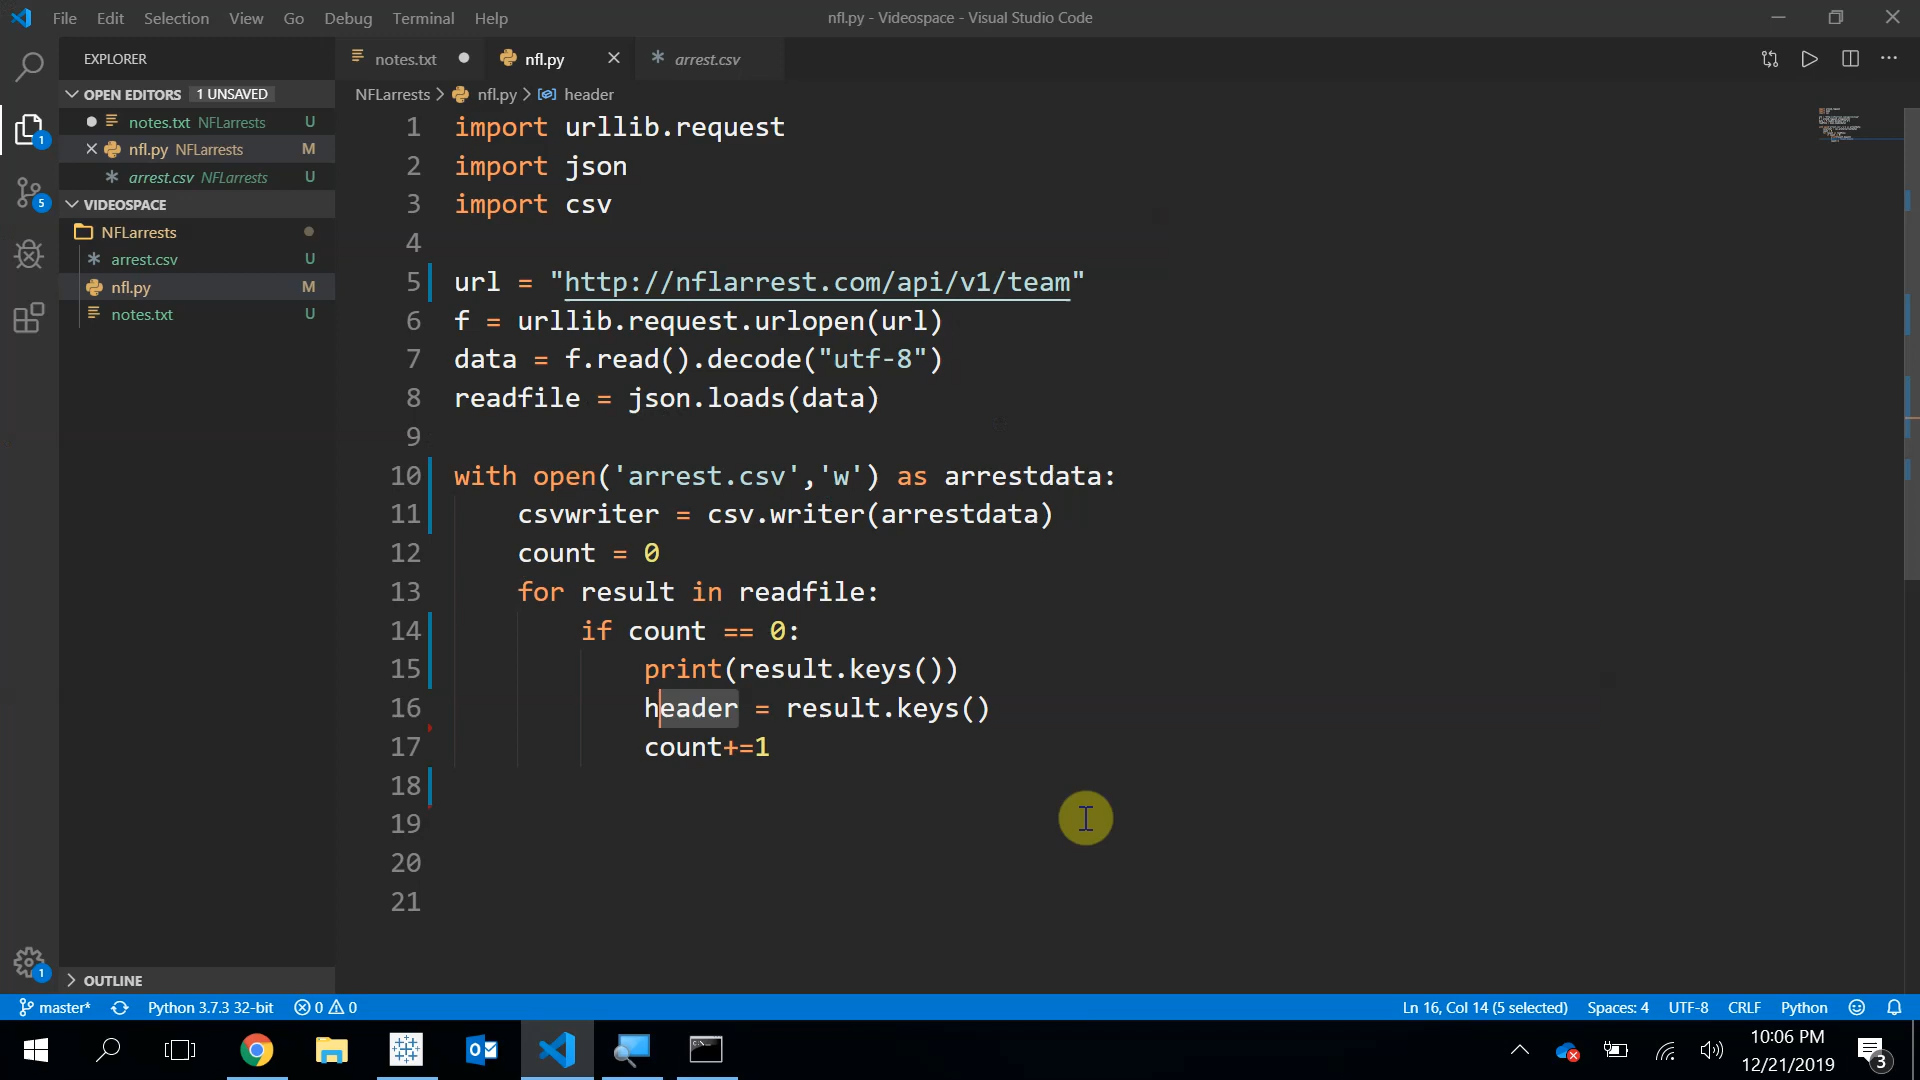 File Edit Selection View Go Debug Terminal Help
nfl.py - Videospace - Visual Studio Code
EXPLORER
OPEN EDITORS 1 UNSAVED
notes.txt NFLarrests U
nfl.py NFLarrests M
arrest.csv NFLarrests U
VIDEOSPACE
NFLarrests
arrest.csv U
nfl.py M
notes.txt U
OUTLINE
1
5
1
notes.txt nfl.py arrest.csv
NFLarrests > nfl.py > header
1 import urllib.request
2 import json
3 import csv
4
5 url = "http://nflarrest.com/api/v1/team"
6 f = urllib.request.urlopen(url)
7 data = f.read().decode("utf-8")
8 readfile = json.loads(data)
9
10 with open('arrest.csv','w') as arrestdata:
11 csvwriter = csv.writer(arrestdata)
12 count = 0
13 for result in readfile:
14 if count == 0:
15 print(result.keys())
16 header = result.keys()
17 count+=1
18
19
20
21
master* Python 3.7.3 32-bit 0 0
Ln 16, Col 14 (5 selected) Spaces: 4 UTF-8 CRLF Python
10:06 PM
12/21/2019
3